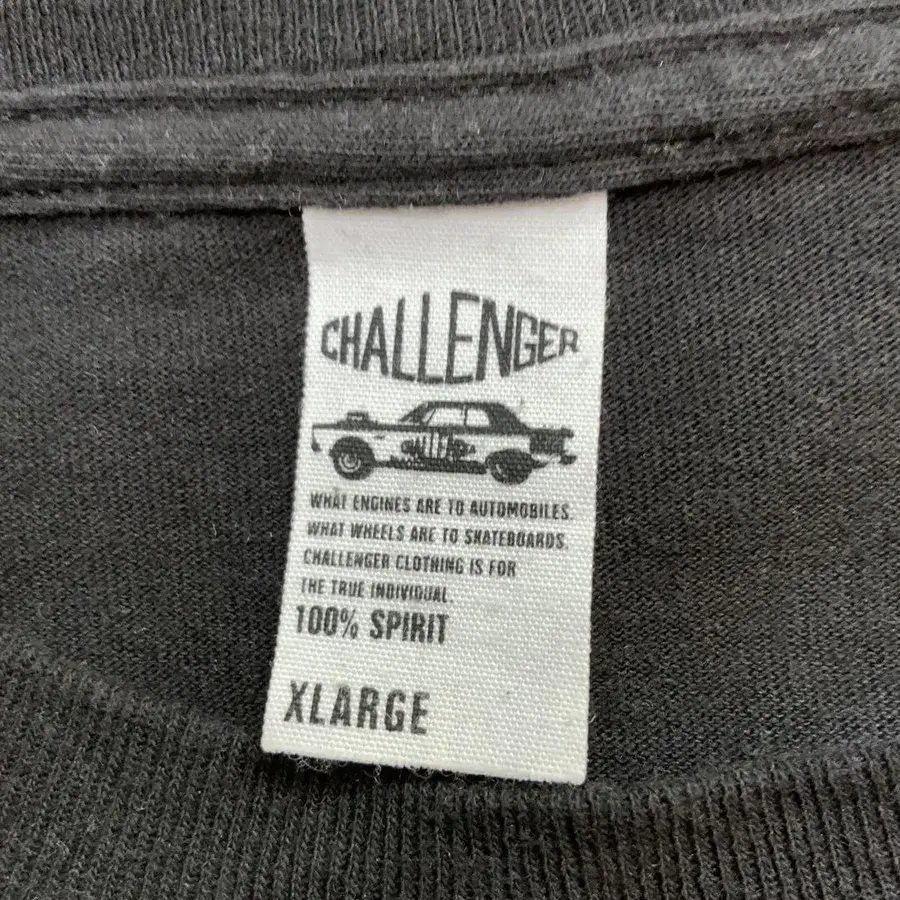 CHALLENGER
WHAT ENGINES ARE TO AUTOMOBILES.
WHAT WHEELS ARE TO SKATEBOARDS.
CHALLENGER CLOTHING IS FOR
THE TRUE INDIVIDUAL.
100% SPIRIT
XLARGE